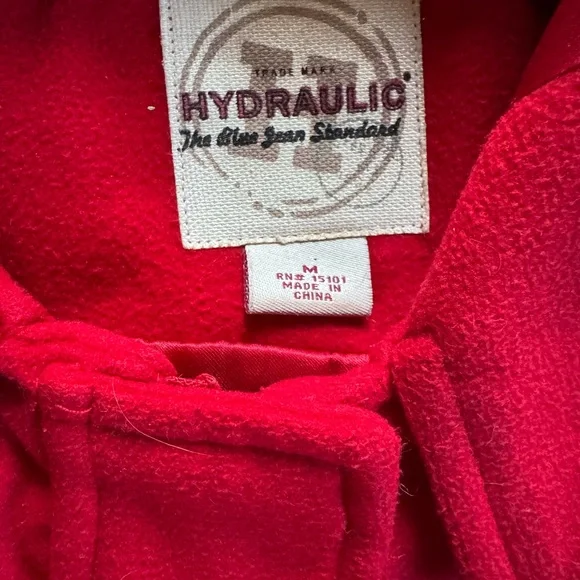 TRADE MARK
HYDRAULIC®
The Blue Jean Standard
M
RN# 15101
MADE IN
CHINA